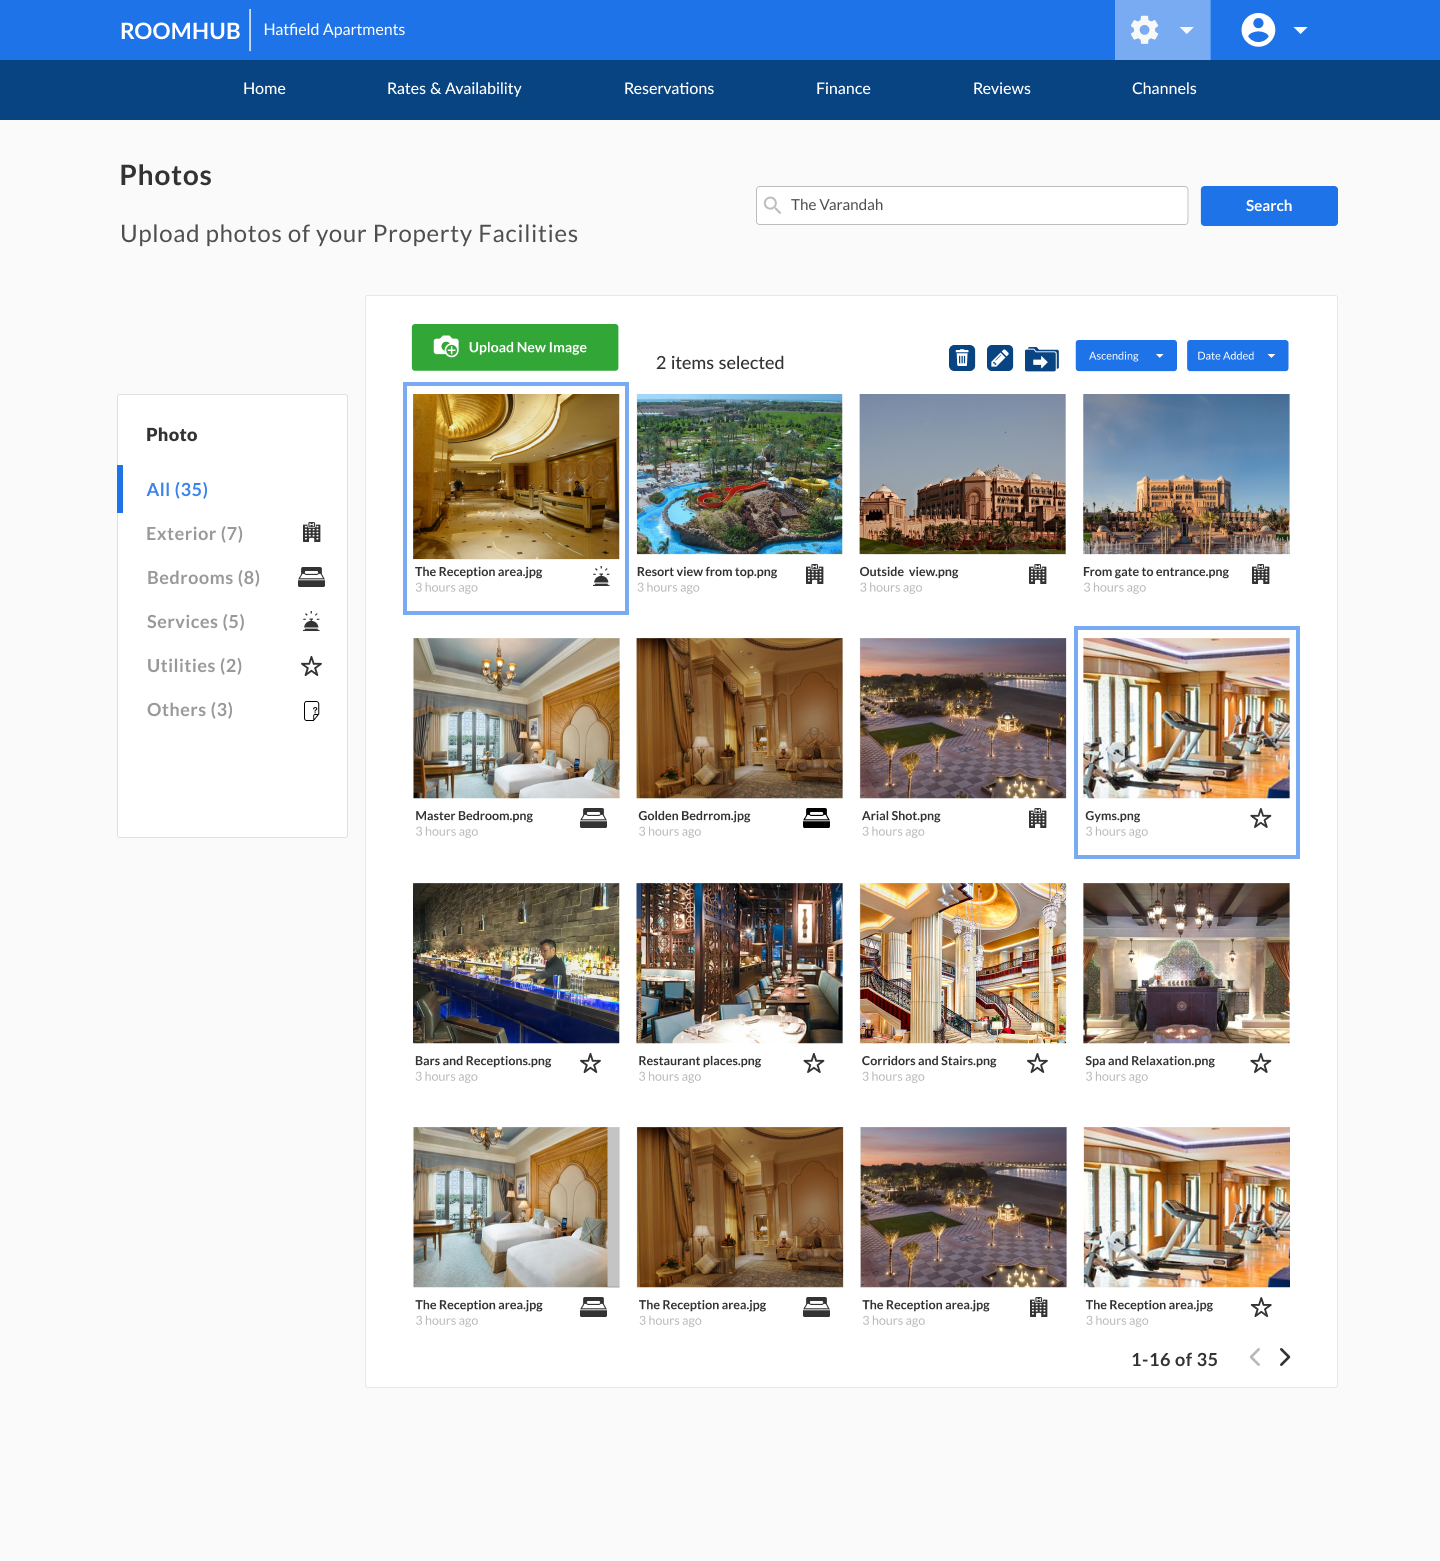 ROOMHUB
Hatfield Apartments
Home
Rates & Availability
Reservations
Finance
Reviews
Channels
Photos
Upload photos of your Property Facilities
The Varandah
Search
Upload New Image
2 items selected
Ascending
Date Added
Photo
All (35)
Exterior (7)
Bedrooms (8)
Services (5)
Utilities (2)
Others (3)
?
The Reception area.jpg
3 hours ago
Resort view from top.png
3 hours ago
Outside view.png
3 hours ago
From gate to entrance.png
3 hours ago
Master Bedroom.png
3 hours ago
Golden Bedrrom.jpg
3 hours ago
Arial Shot.png
3 hours ago
Gyms.png
3 hours ago
Bars and Receptions.png
3 hours ago
Restaurant places.png
3 hours ago
Corridors and Stairs.png
3 hours ago
Spa and Relaxation.png
3 hours ago
The Reception area.jpg
3 hours ago
The Reception area.jpg
3 hours ago
The Reception area.jpg
3 hours ago
The Reception area.jpg
3 hours ago
1-16 of 35